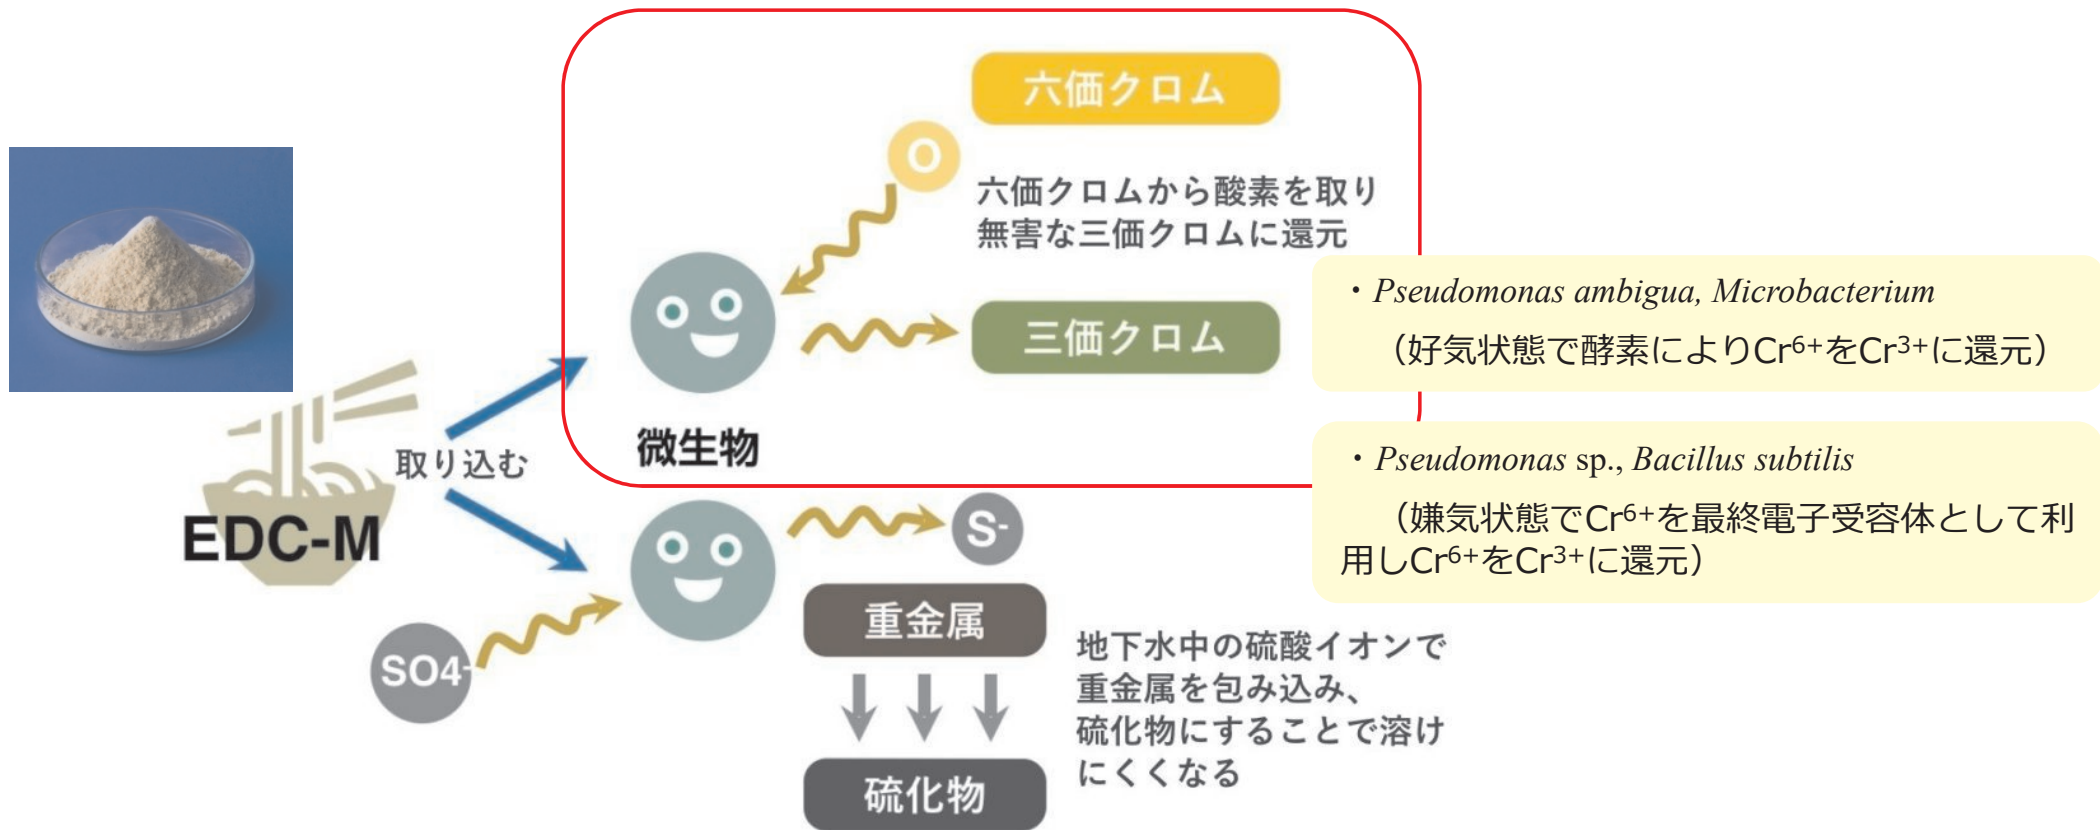 六価クロム
O
六価クロムから酸素を取り
無害な三価クロムに還元
三価クロム
微生物
・Pseudomonas ambigua, Microbacterium
（好気状態で酵素によりCr⁶⁺をCr³⁺に還元）
・Pseudomonas sp., Bacillus subtilis
（嫌気状態でCr⁶⁺を最終電子受容体として利
用しCr⁶⁺をCr³⁺に還元）
取り込む
EDC-M
SO4⁻
S⁻
重金属
硫化物
地下水中の硫酸イオンで
重金属を包み込み、
硫化物にすることで溶け
にくくなる